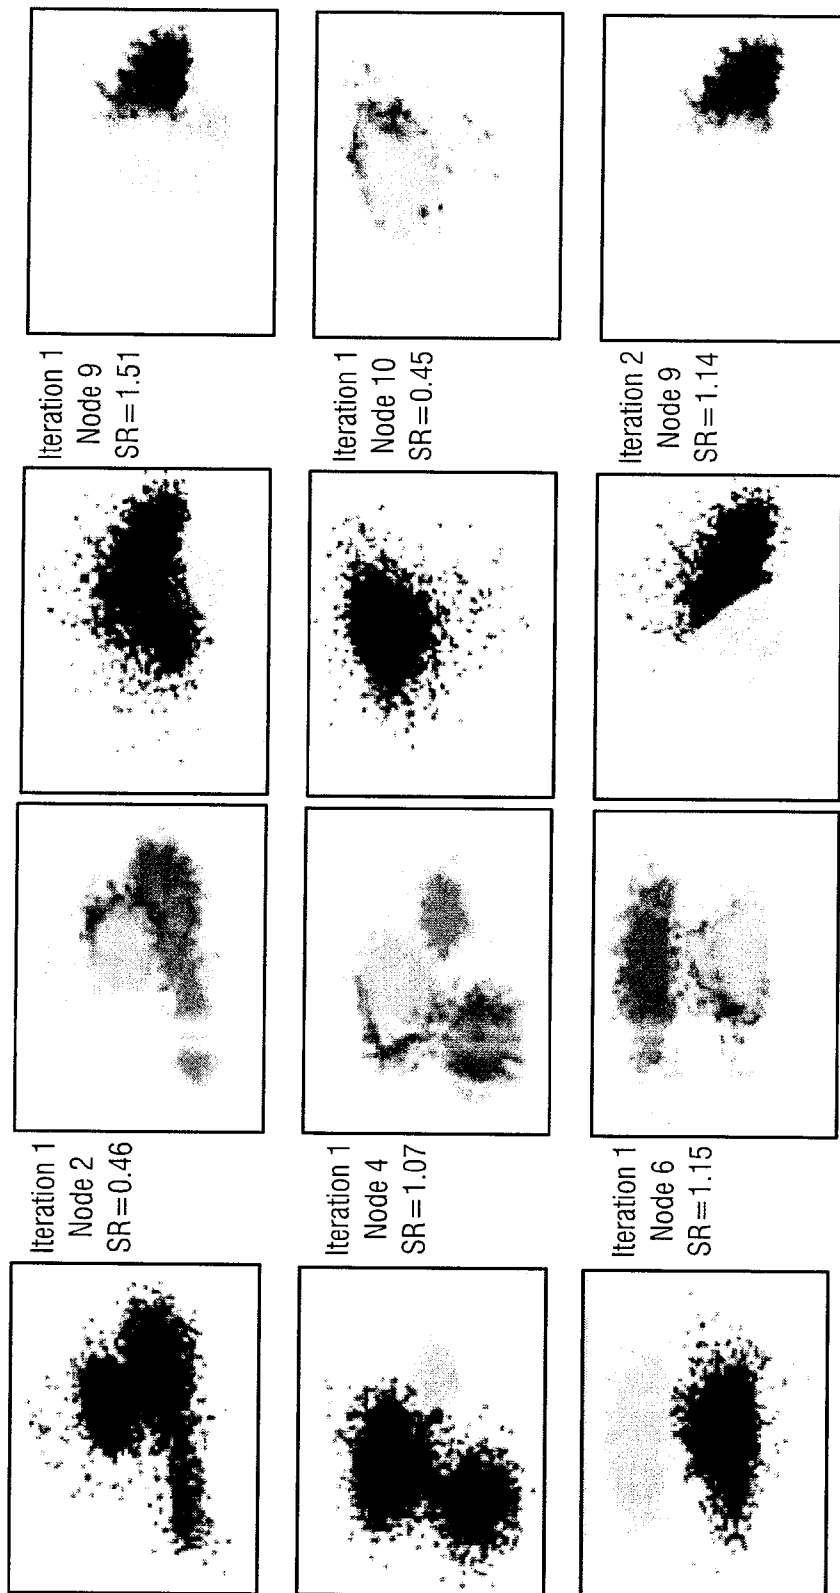 Iteration 1
Node 2
SR=0.46
Iteration 1
Node 9
SR=1.51
Iteration 1
Node 4
SR=1.07
Iteration 1
Node 10
SR=0.45
Iteration 1
Node 6
SR=1.15
Iteration 2
Node 9
SR=1.14